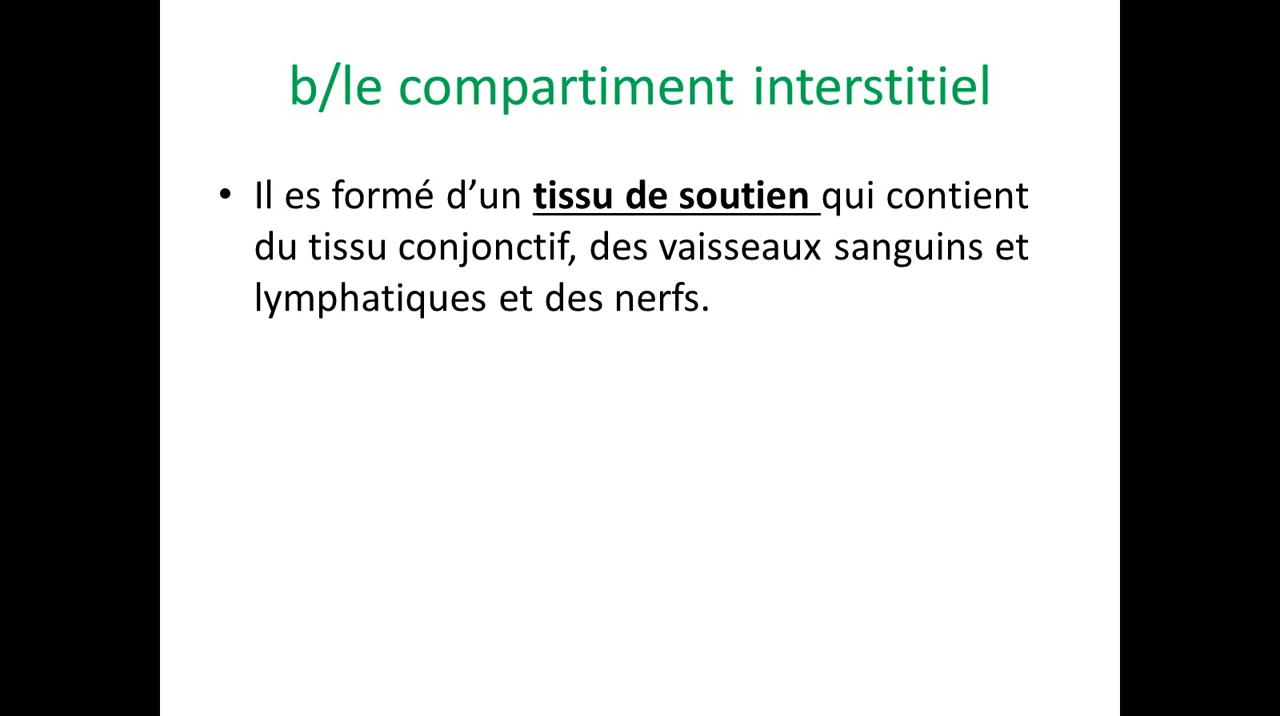 b/le compartiment interstitiel
• Il es formé d’un tissu de soutien qui contient
du tissu conjonctif, des vaisseaux sanguins et
lymphatiques et des nerfs.